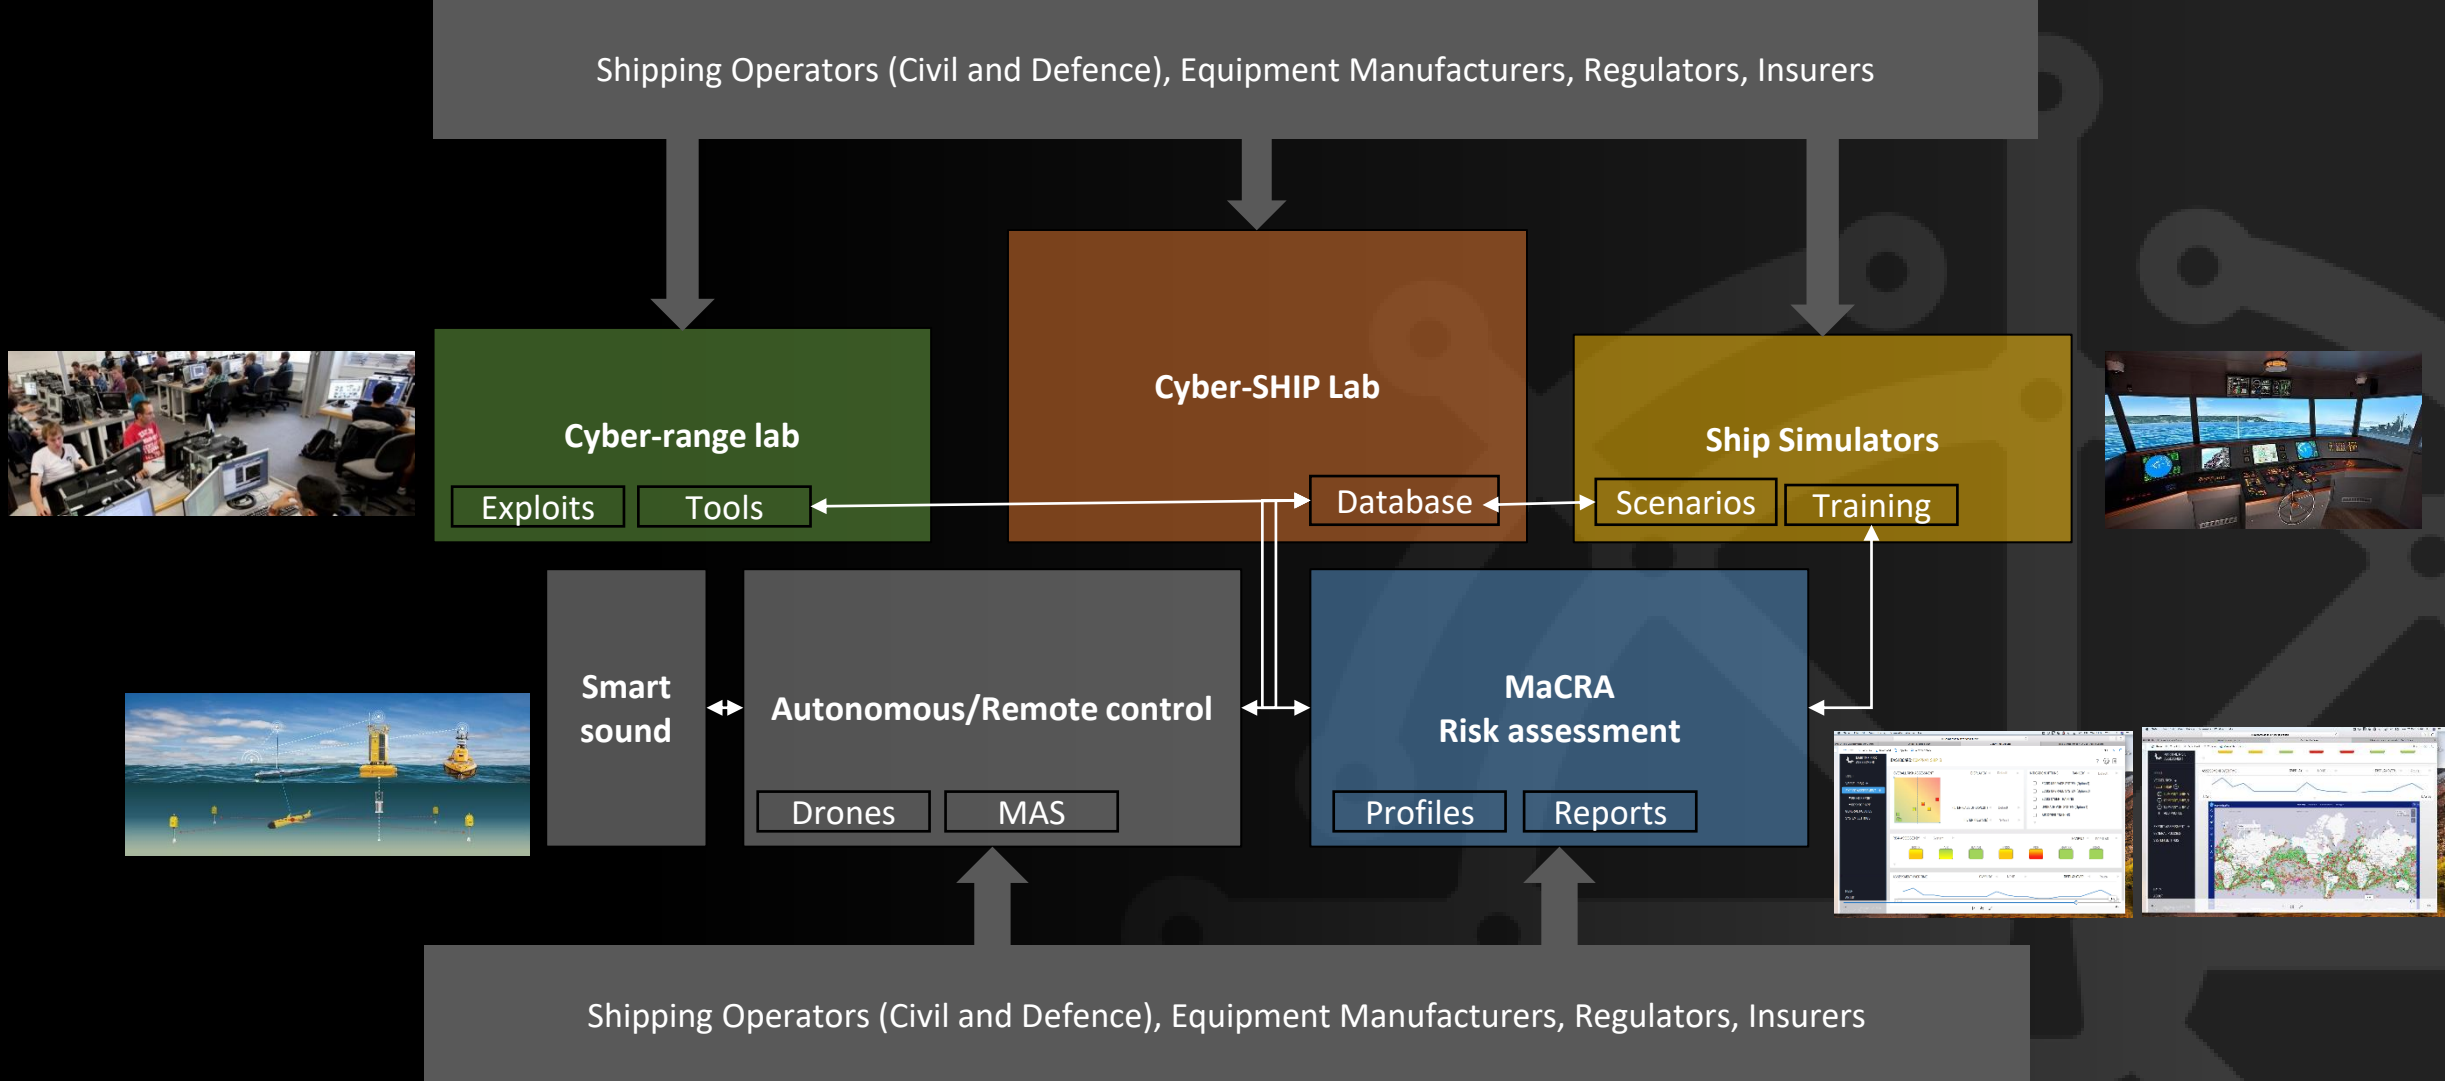 Shipping Operators (Civil and Defence), Equipment Manufacturers, Regulators, Insurers
Cyber-SHIP Lab
Cyber-range lab
Ship Simulators
Exploits
Tools
Database
Scenarios
Training
Smart
sound
Autonomous/Remote control
MaCRA
Risk assessment
Drones
MAS
Profiles
Reports
Shipping Operators (Civil and Defence), Equipment Manufacturers, Regulators, Insurers